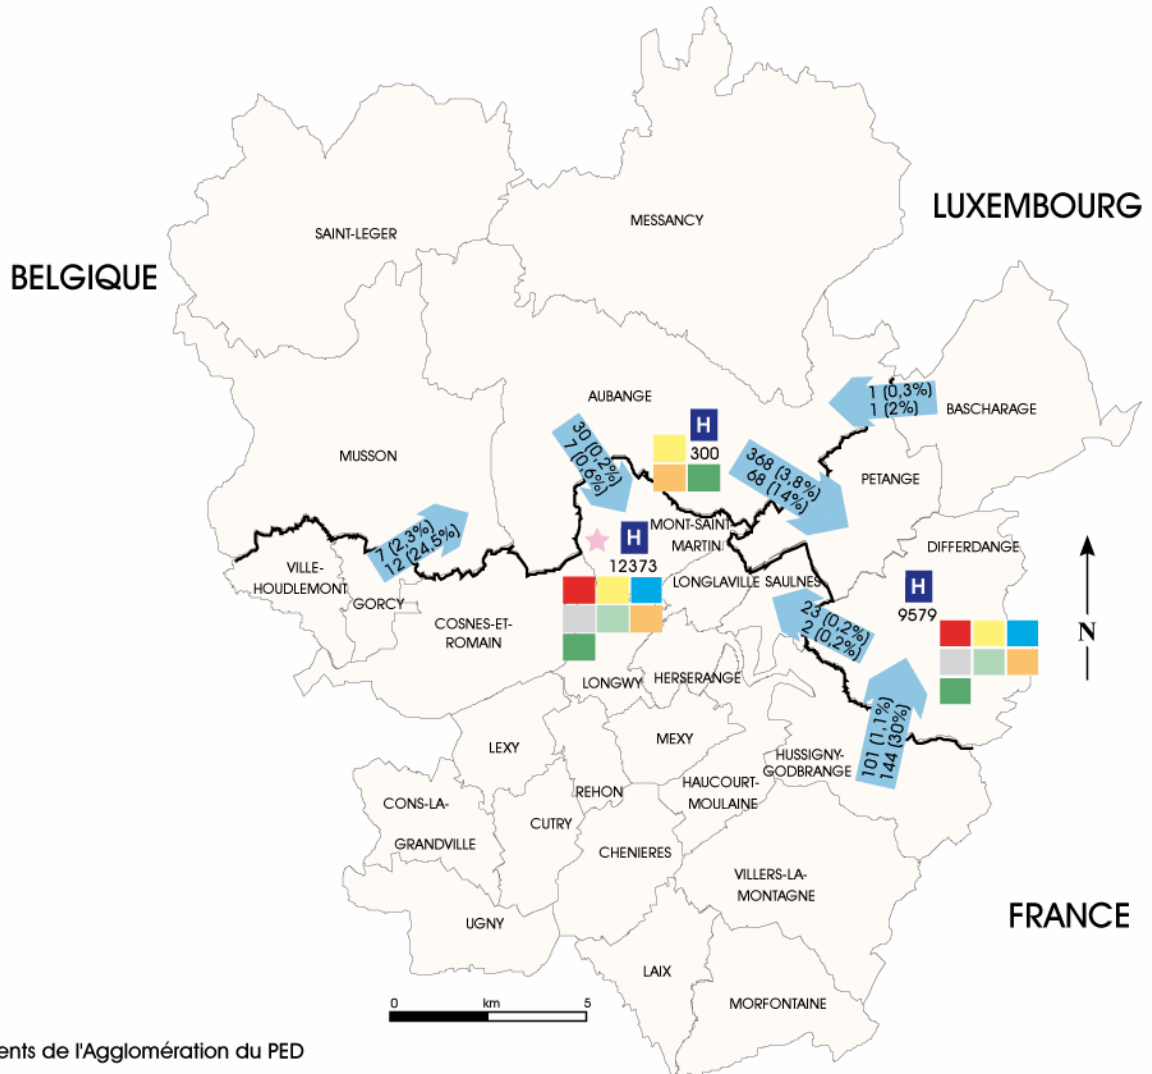 LUXEMBOURG
MESSANCY
SAINT-LEGER
BELGIQUE
1 (0,3%)
1 (2%)
AUBANGE
BASCHARAGE
H
300
30 (0,2%)
7 (0,6%)
MUSSON
368 (3,8%)
68 (14%)
PETANGE
MONT-SAINT
MARTIN
H
12373
7 (2,3%)
12 (24,5%)
DIFFERDANGE
VILLE-
HOUDLEMONT
GORCY
LONGLAVILLE
SAULNES
H
9579
23 (0,2%)
2 (0,2%)
COSNES-ET-
ROMAIN
N
LONGWY
HERSERANGE
101 (1,1%)
144 (30%)
LEXY
MEXY
HUSSIGNY-
GODBRANGE
REHON
HAUCOURT-
MOULAINE
CONS-LA-
GRANDVILLE
CUTRY
CHENIERES
VILLERS-LA-
MONTAGNE
UGNY
FRANCE
LAIX
MORFONTAINE
0 km 5
ents de l'Agglomération du PED